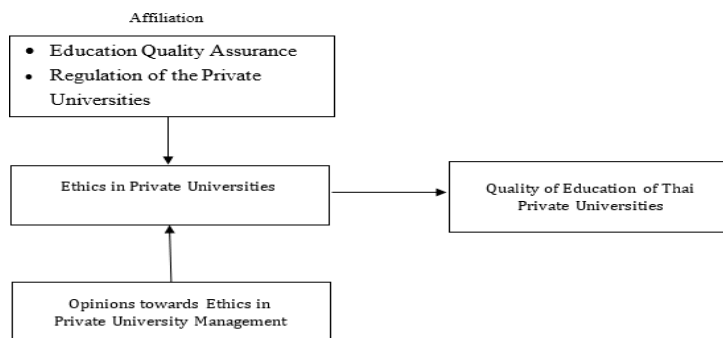 Affiliation
• Education Quality Assurance
• Regulation of the Private
Universities
Ethics in Private Universities
Quality of Education of Thai
Private Universities
Opinions towards Ethics in
Private University Management